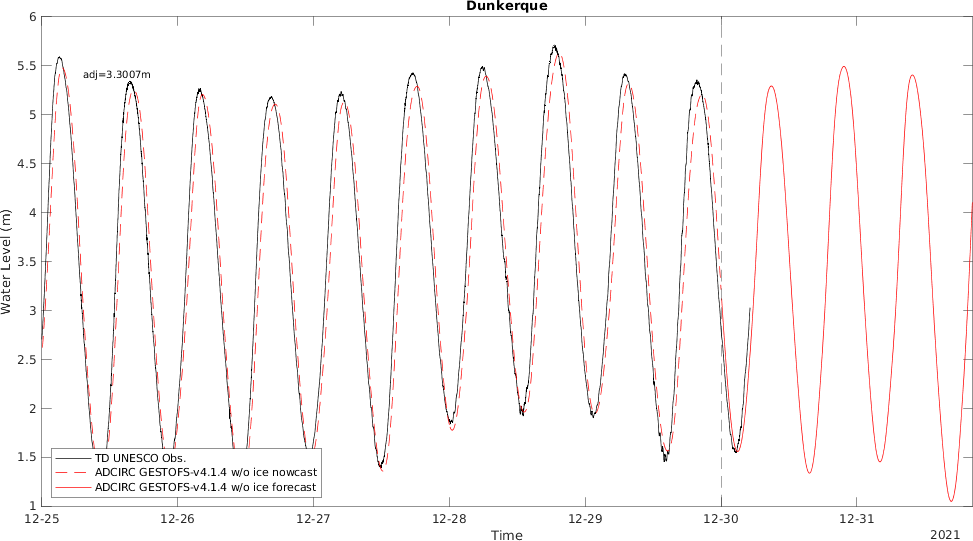 Dunkerque
6
5.5
5
4.5
4
3.5
3
2.5
2
1.5
1
Water Level (m)
adj=3.3007m
TD UNESCO Obs.
ADCIRC GESTOFS-v4.1.4 w/o ice nowcast
ADCIRC GESTOFS-v4.1.4 w/o ice forecast
12-25 12-26 12-27 12-28 12-29 12-30 12-31
Time
2021